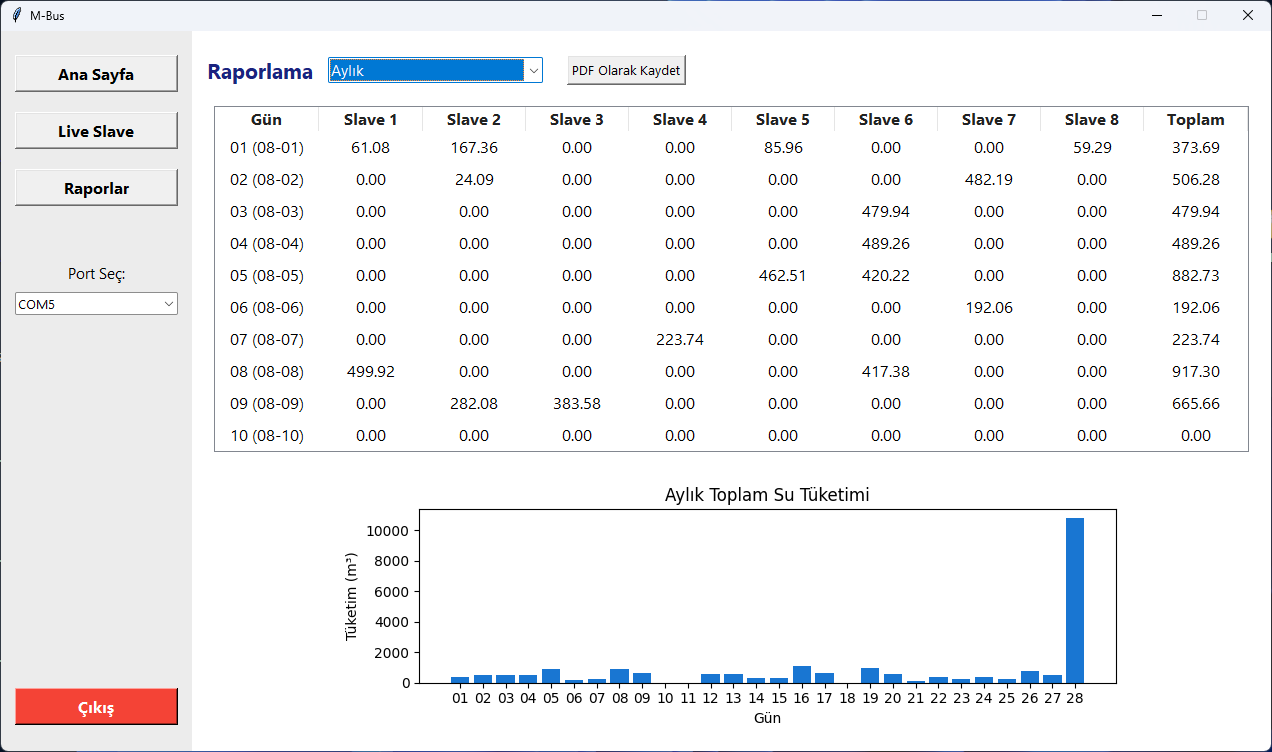 M-Bus
Ana Sayfa
Live Slave
Raporlar
Port Seç:
COM5
Çıkış
Raporlama Aylık PDF Olarak Kaydet
Gün Slave 1 Slave 2 Slave 3 Slave 4 Slave 5 Slave 6 Slave 7 Slave 8 Toplam
01 (08-01) 61.08 167.36 0.00 0.00 85.96 0.00 0.00 59.29 373.69
02 (08-02) 0.00 24.09 0.00 0.00 0.00 0.00 482.19 0.00 506.28
03 (08-03) 0.00 0.00 0.00 0.00 0.00 479.94 0.00 0.00 479.94
04 (08-04) 0.00 0.00 0.00 0.00 0.00 489.26 0.00 0.00 489.26
05 (08-05) 0.00 0.00 0.00 0.00 462.51 420.22 0.00 0.00 882.73
06 (08-06) 0.00 0.00 0.00 0.00 0.00 0.00 192.06 0.00 192.06
07 (08-07) 0.00 0.00 0.00 223.74 0.00 0.00 0.00 0.00 223.74
08 (08-08) 499.92 0.00 0.00 0.00 0.00 417.38 0.00 0.00 917.30
09 (08-09) 0.00 282.08 383.58 0.00 0.00 0.00 0.00 0.00 665.66
10 (08-10) 0.00 0.00 0.00 0.00 0.00 0.00 0.00 0.00 0.00
Aylık Toplam Su Tüketimi
Tüketim (m³)
10000
8000
6000
4000
2000
0
01 02 03 04 05 06 07 08 09 10 11 12 13 14 15 16 17 18 19 20 21 22 23 24 25 26 27 28
Gün